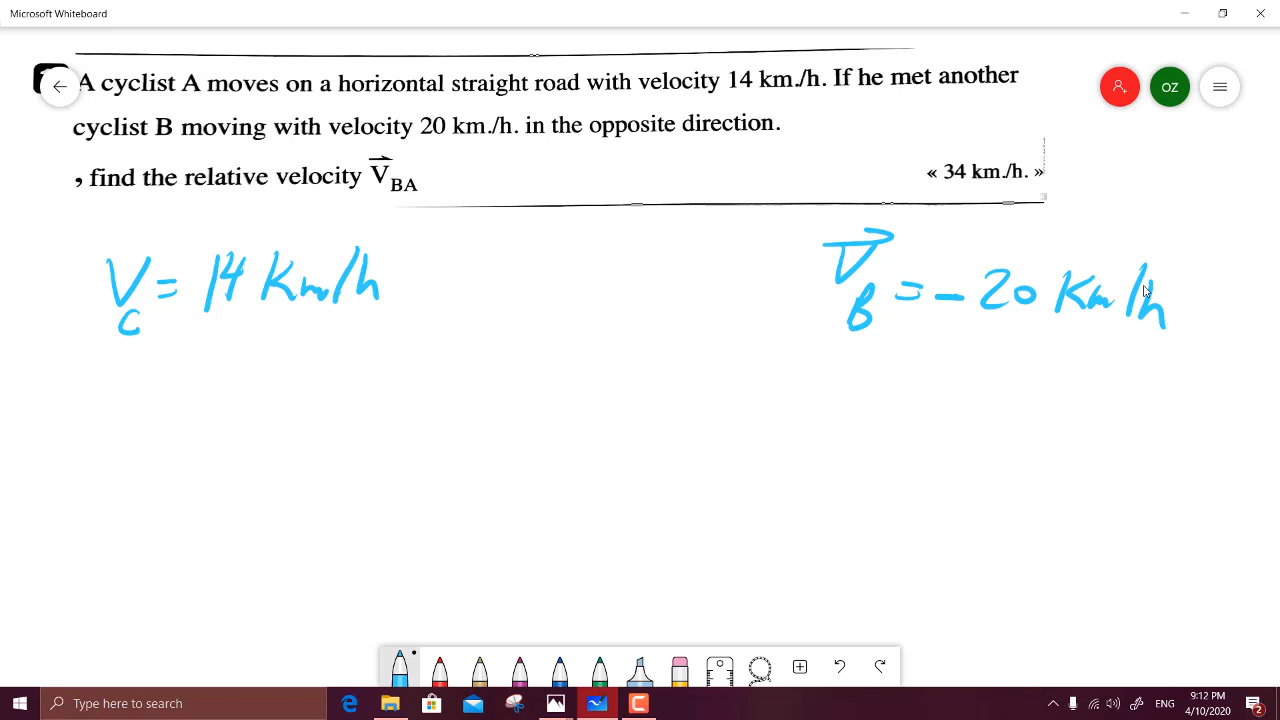 Microsoft Whiteboard
A cyclist A moves on a horizontal straight road with velocity 14 km./h. If he met another
cyclist B moving with velocity 20 km./h. in the opposite direction.
, find the relative velocity V⃗BA « 34 km./h. »
OZ
VC = 14 Km/h
V⃗B = - 20 Km/h
Type here to search
ENG
9:12 PM
4/10/2020
2